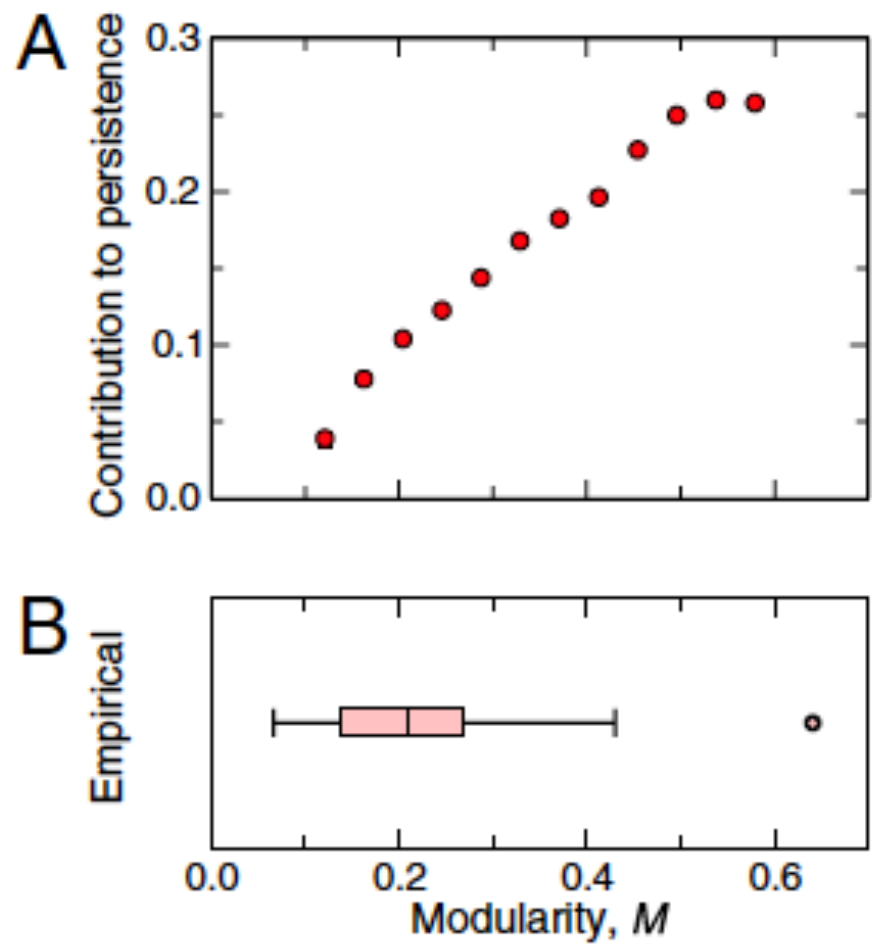 A
Contribution to persistence
0.3
0.2
0.1
0.0
B
Empirical
0.0 0.2 0.4 0.6
Modularity, M